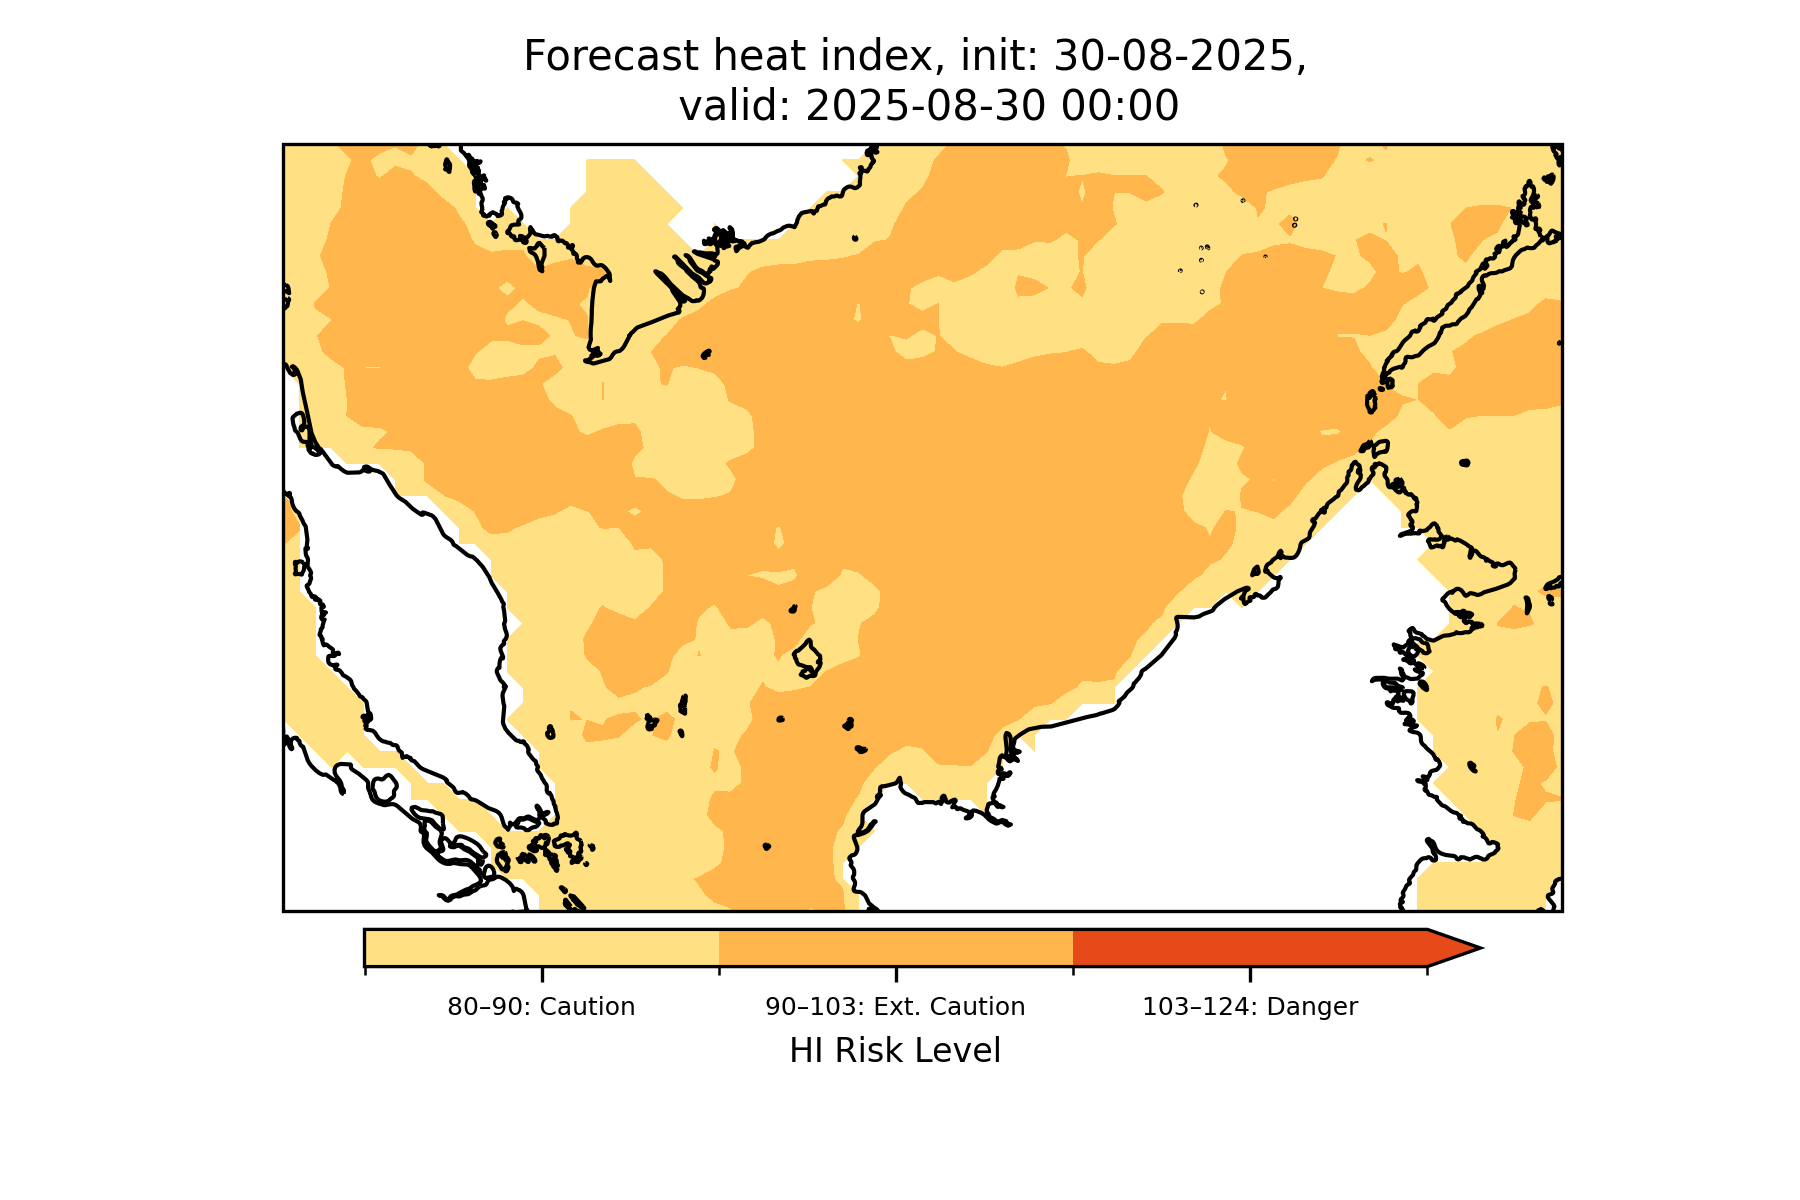 Forecast heat index, init: 30-08-2025,
valid: 2025-08-30 00:00
80–90: Caution
90–103: Ext. Caution
103–124: Danger
HI Risk Level